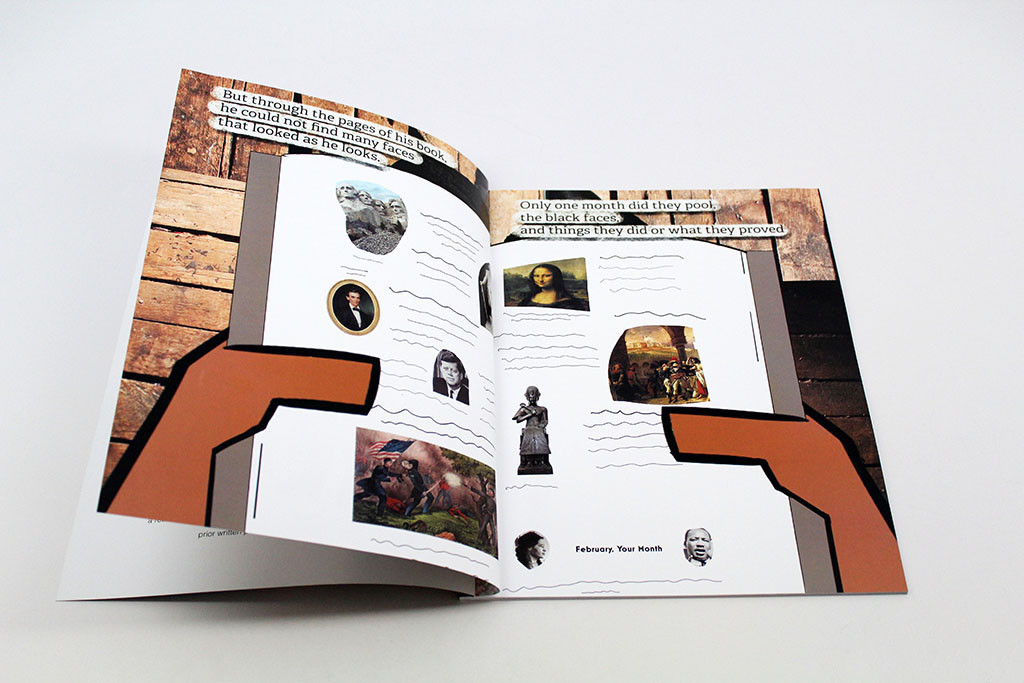 But through the pages of his book,
he could not find many faces
that looked as he looks.
Only one month did they pool,
the black faces,
and things they did or what they proved
February, Your Month
prior written